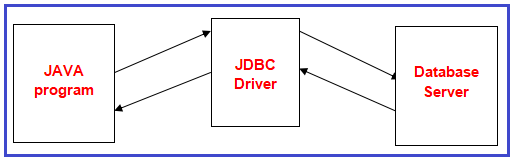 JAVA
program
JDBC
Driver
Database
Server